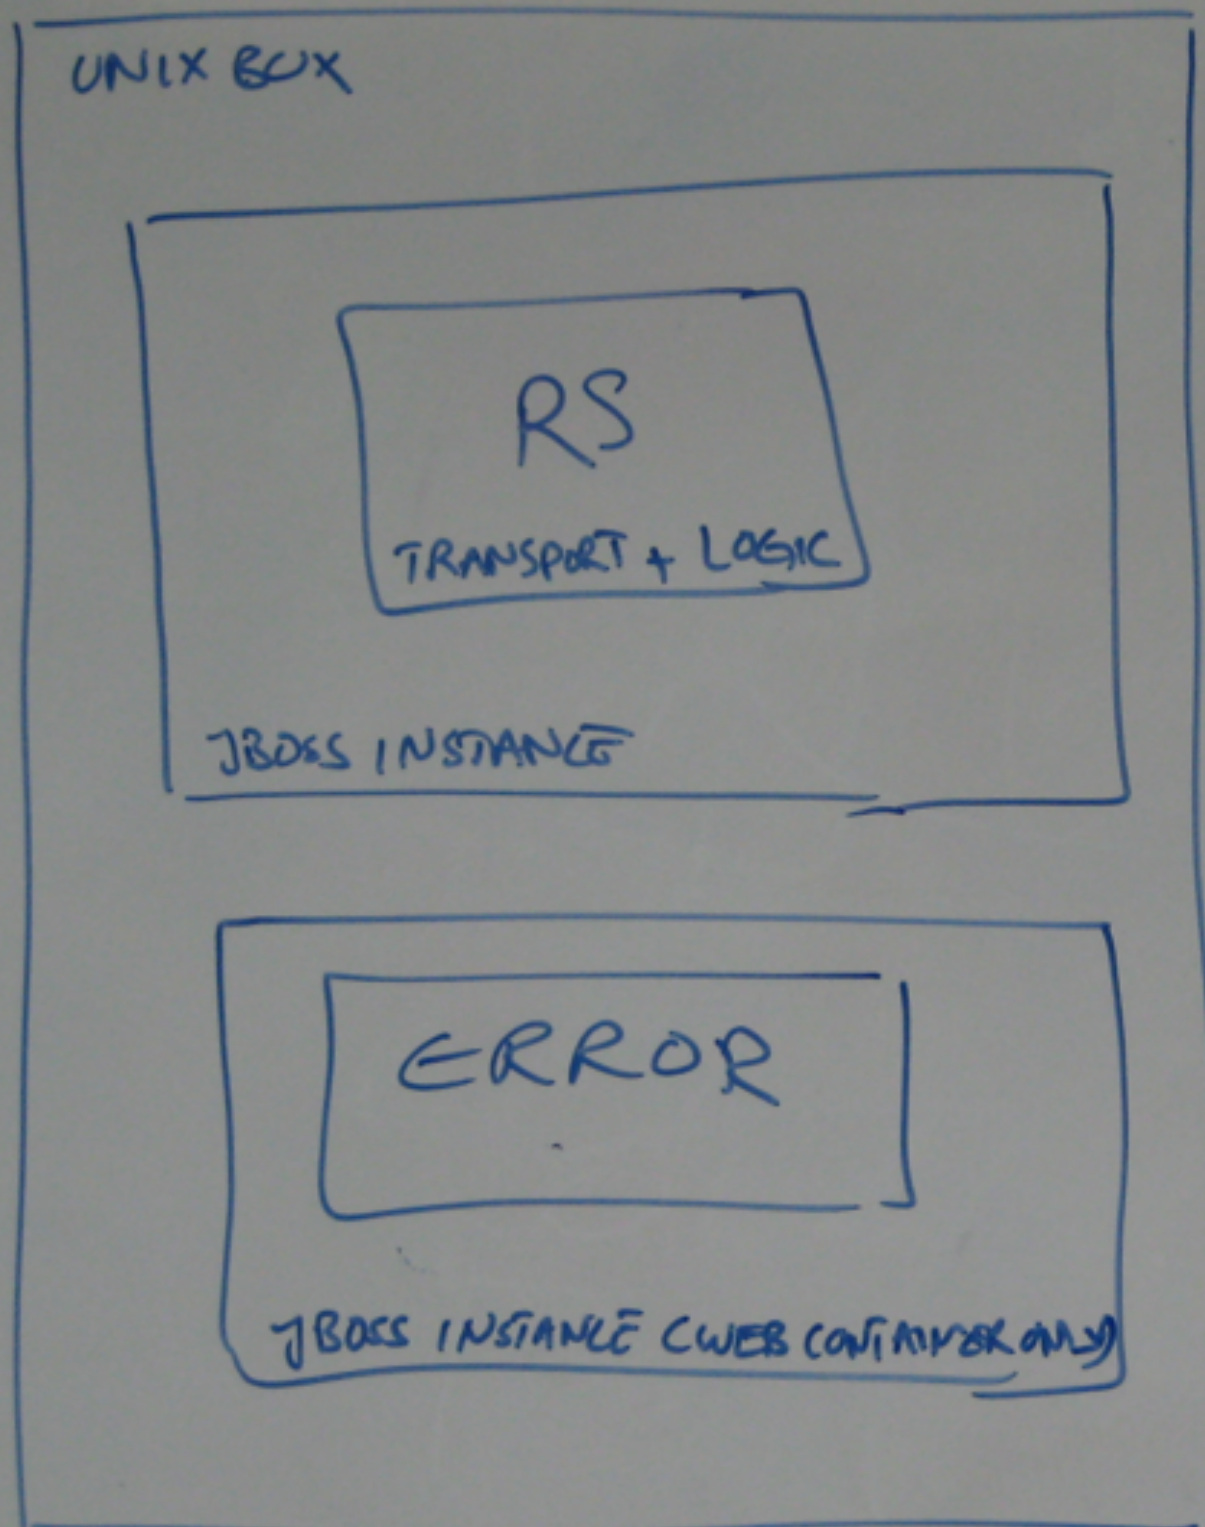 UNIX BOX
RS
TRANSPORT + LOGIC
JBOSS INSTANCE
ERROR
JBOSS INSTANCE (WEB CONTAINER ONLY)